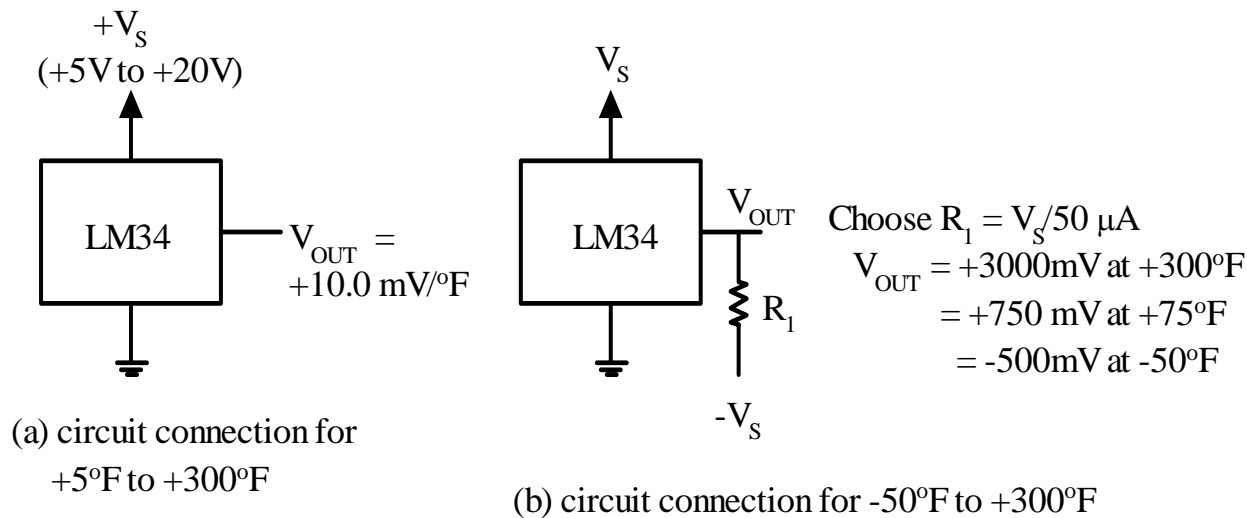 +V_S
(+5V to +20V)
LM34
V_OUT =
+10.0 mV/°F
(a) circuit connection for
+5°F to +300°F
V_S
LM34
V_OUT
R_1
-V_S
Choose R_1 = V_S/50 μA
V_OUT = +3000mV at +300°F
= +750 mV at +75°F
= -500mV at -50°F
(b) circuit connection for -50°F to +300°F